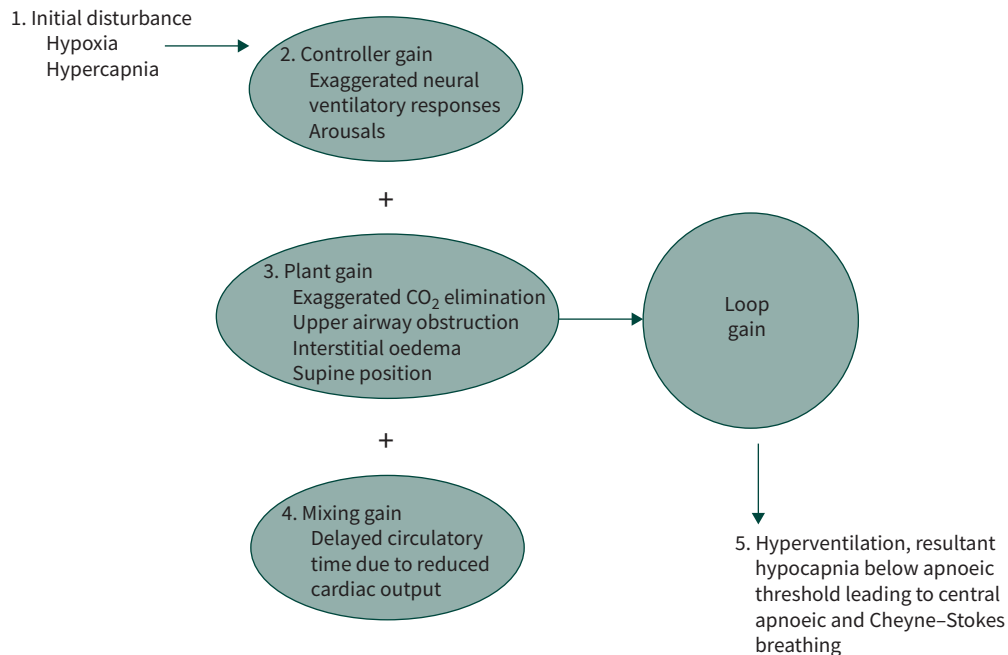 1. Initial disturbance
Hypoxia
Hypercapnia
2. Controller gain
Exaggerated neural
ventilatory responses
Arousals
+
3. Plant gain
Exaggerated CO₂ elimination
Upper airway obstruction
Interstitial oedema
Supine position
Loop
gain
+
4. Mixing gain
Delayed circulatory
time due to reduced
cardiac output
5. Hyperventilation, resultant
hypocapnia below apnoeic
threshold leading to central
apnoeic and Cheyne–Stokes
breathing